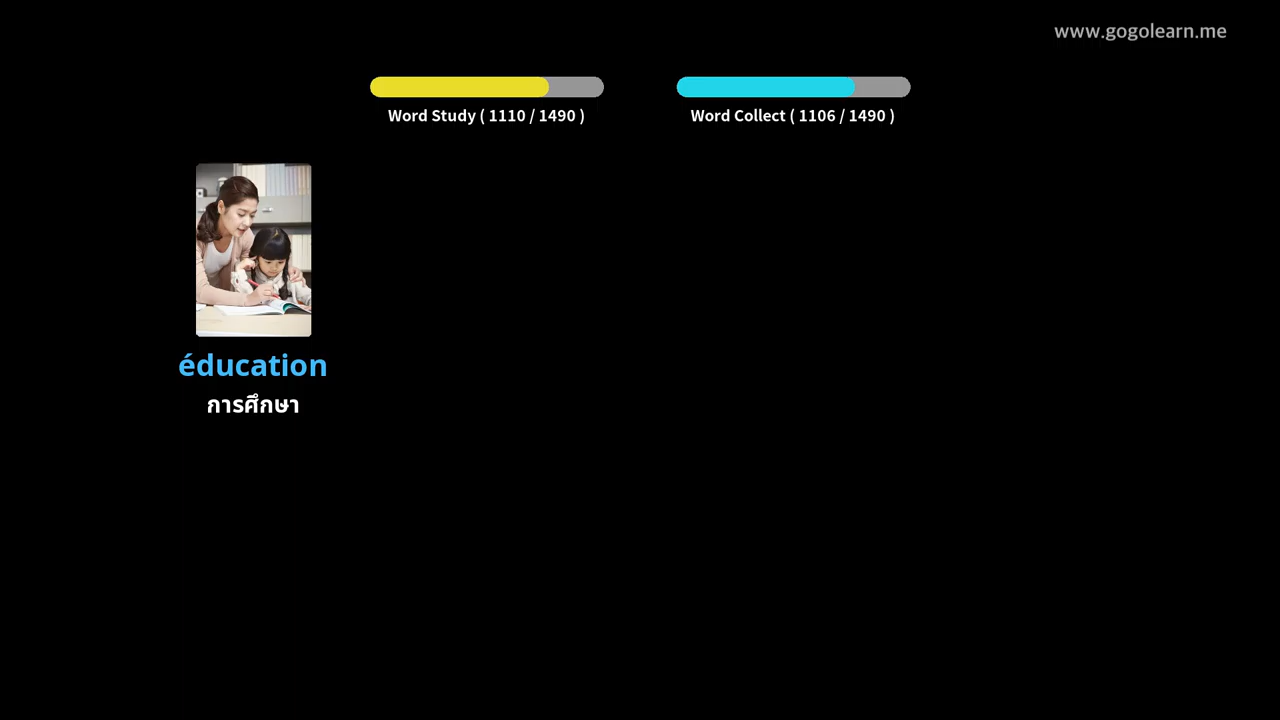 www.gogolearn.me
Word Study ( 1110 / 1490 )
Word Collect ( 1106 / 1490 )
éducation
การศึกษา